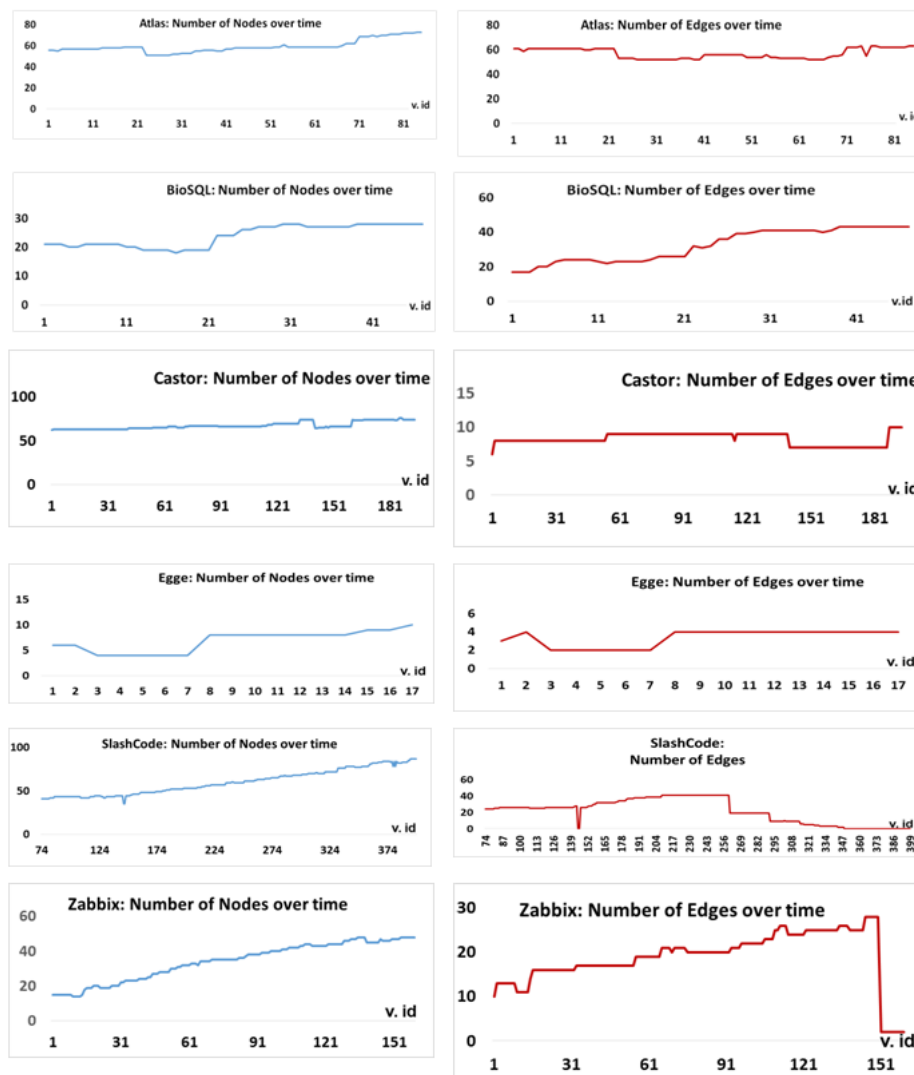 Atlas: Number of Nodes over time
80
60
40
20
0
v. id
1 11 21 31 41 51 61 71 81
Atlas: Number of Edges over time
80
60
40
20
0
v. id
1 11 21 31 41 51 61 71 81
BioSQL: Number of Nodes over time
30
20
10
0
v. id
1 11 21 31 41
BioSQL: Number of Edges over time
60
40
20
0
v.id
1 11 21 31 41
Castor: Number of Nodes over time
100
50
0
v. id
1 31 61 91 121 151 181
Castor: Number of Edges over time
15
10
5
0
v. id
1 31 61 91 121 151 181
Egge: Number of Nodes over time
15
10
5
0
v. id
1 2 3 4 5 6 7 8 9 10 11 12 13 14 15 16 17
Egge: Number of Edges over time
6
4
2
0
v. id
1 2 3 4 5 6 7 8 9 10 11 12 13 14 15 16 17
SlashCode: Number of Nodes over time
100
50
0
74 124 174 224 274 324 374
SlashCode:
Number of Edges
60
40
20
0
v. id
74 87 100 113 126 139 152 165 178 191 204 217 230 243 256 269 282 295 308 321 334 347 360 373 386 399
Zabbix: Number of Nodes over time
60
40
20
0
v. id
1 31 61 91 121 151
Zabbix: Number of Edges over time
30
20
10
0
v. id
1 31 61 91 121 151